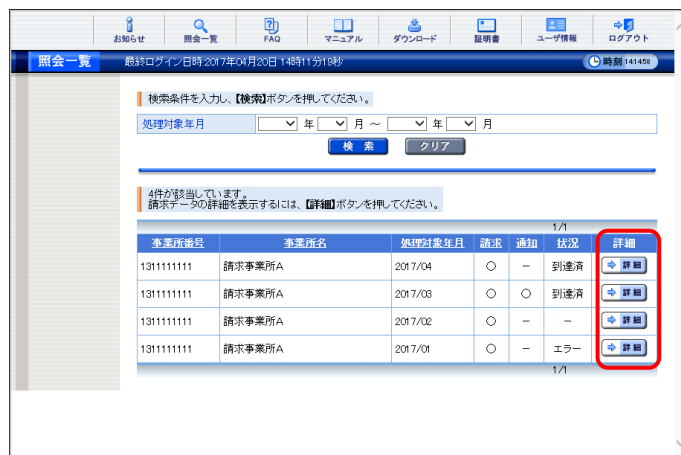 お知らせ 照会一覧 FAQ マニュアル ダウンロード 証明書 ユーザ情報 ログアウト
照会一覧 最終ログイン日時:2017年04月20日 14時11分19秒 時刻 14:14:58
検索条件を入力し、【検索】ボタンを押してください。
処理対象年月 年 月 ～ 年 月
検 索 クリア
4件が該当しています。
請求データの詳細を表示するには、【詳細】ボタンを押してください。
1/1
事業所番号 事業所名 処理対象年月 請求 通知 状況 詳細
1311111111 請求事業所A 2017/04 ○ － 到達済 詳 細
1311111111 請求事業所A 2017/03 ○ ○ 到達済 詳 細
1311111111 請求事業所A 2017/02 ○ － － 詳 細
1311111111 請求事業所A 2017/01 ○ － エラー 詳 細
1/1